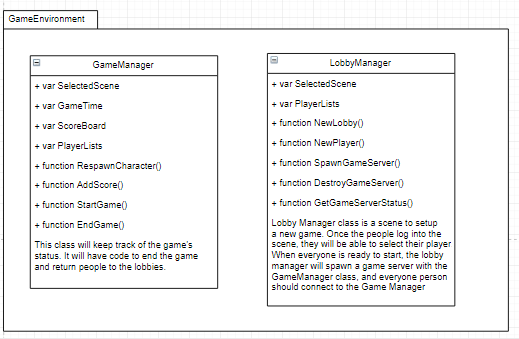 GameEnvironment
GameManager
+ var SelectedScene
+ var GameTime
+ var ScoreBoard
+ var PlayerLists
+ function RespawnCharacter()
+ function AddScore()
+ function StartGame()
+ function EndGame()
This class will keep track of the game's
status. It will have code to end the game
and return people to the lobbies.
LobbyManager
+ var SelectedScene
+ var PlayerLists
+ function NewLobby()
+ function NewPlayer()
+ function SpawnGameServer()
+ function DestroyGameServer()
+ function GetGameServerStatus()
Lobby Manager class is a scene to setup
a new game. Once the people log into the
scene, they will be able to select their player
When everyone is ready to start, the lobby
manager will spawn a game server with the
GameManager class, and everyone person
should connect to the Game Manager